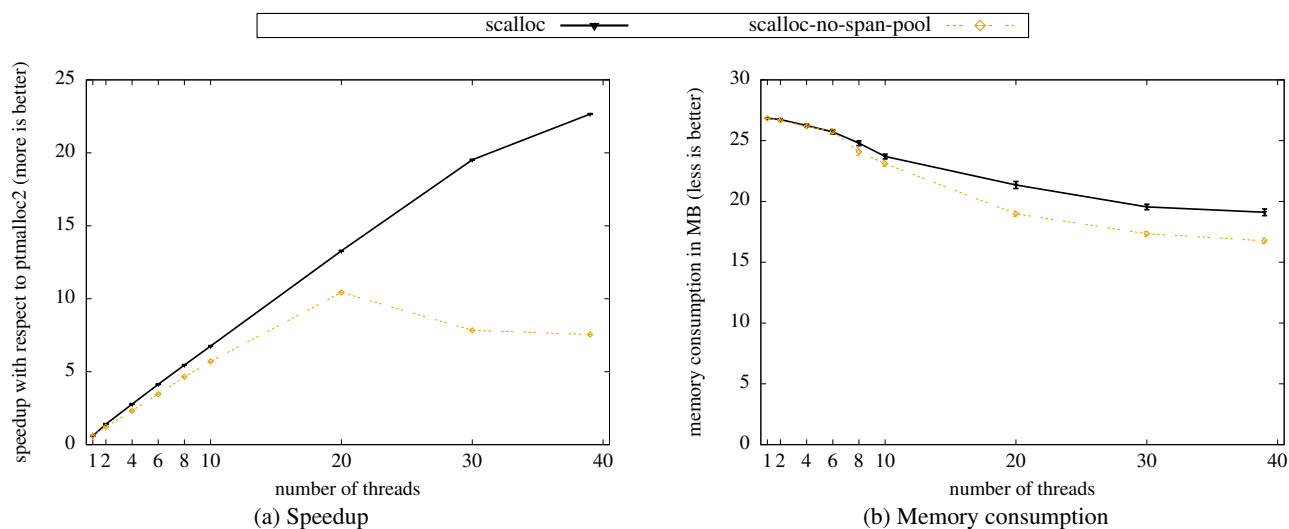 scalloc scalloc-no-span-pool
speedup with respect to ptmalloc2 (more is better)
25
20
15
10
5
0
1 2 4 6 8 10 20 30 40
number of threads
(a) Speedup
memory consumption in MB (less is better)
30
25
20
15
10
5
0
1 2 4 6 8 10 20 30 40
number of threads
(b) Memory consumption